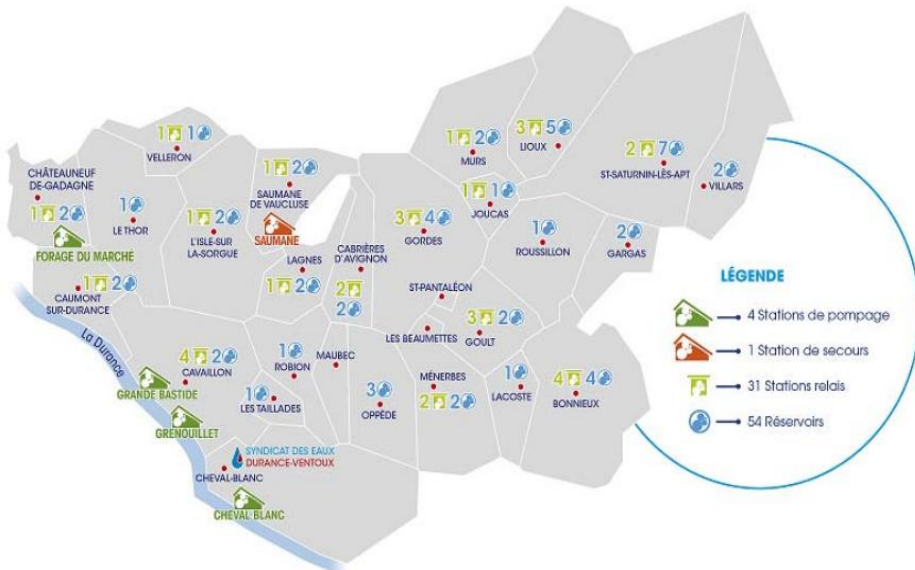 1 1
VELLERON
CHÂTEAUNEUF
DE-GADAGNE
1 2
FORAGE DU MARCHÉ
1
LE THOR
1 2
L'ISLE-SUR
LA-SORGUE
1 2
SAUMANE
DE VAUCLUSE
SAUMANE
1 2
MURS
3 5
LIOUX
2 7
ST-SATURNIN-LÈS-APT
2
VILLARS
1 1
JOUCAS
3 4
GORDES
1
ROUSSILLON
2
GARGAS
CABRIÈRES
D'AVIGNON
2
2
LAGNES
1 2
1 2
CAUMONT
SUR-DURANCE
ST-PANTALÉON
LES BEAUMETTES
3 2
GOULT
La Durance
4 2
CAVAILLON
GRANDE BASTIDE
GRENOUILLET
1
ROBION
MAUBEC
1
LES TAILLADES
3
OPPÈDE
MÉNERBES
2 2
1
LACOSTE
4 4
BONNIEUX
SYNDICAT DES EAUX
DURANCE-VENTOUX
CHEVAL-BLANC
CHEVAL BLANC
LÉGENDE
4 Stations de pompage
1 Station de secours
31 Stations relais
54 Réservoirs